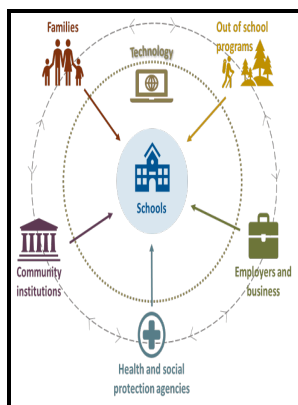 Families
Out of school
programs
Technology
Schools
Community
institutions
Employers and
business
Health and social
protection agencies